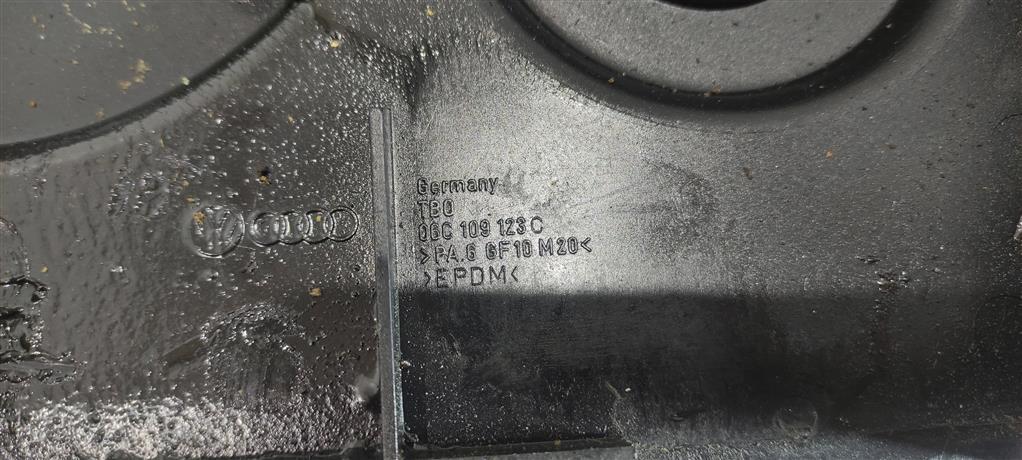 Germany
TBO
06C 109 123 C
>PA.6 GF10 M20<
>EPDM<